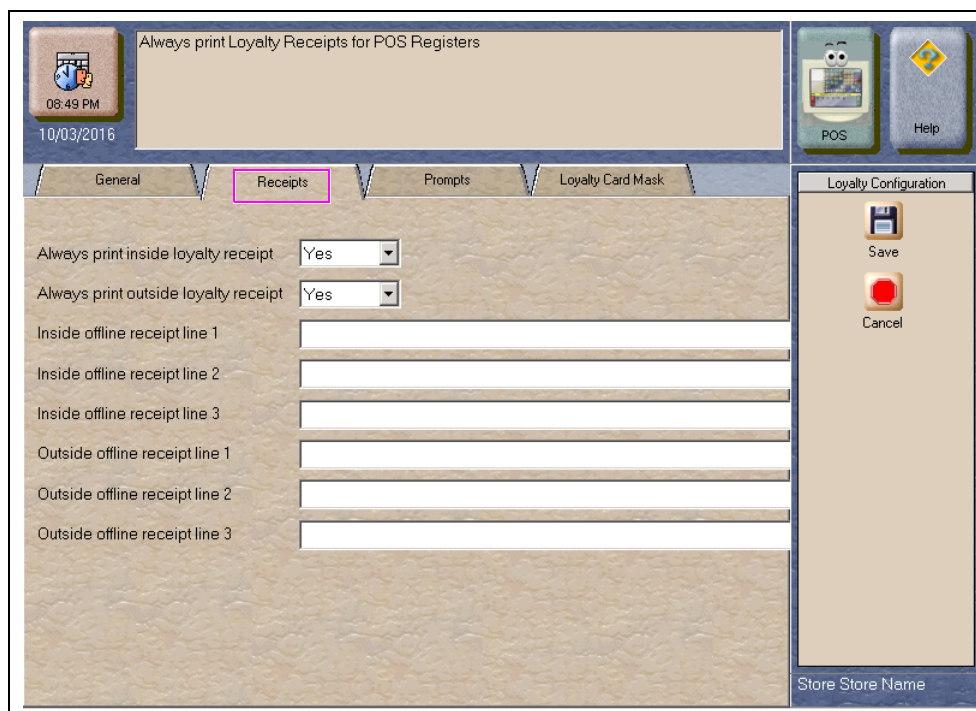 Always print Loyalty Receipts for POS Registers
08:49 PM
10/03/2016
POS
Help
General
Receipts
Prompts
Loyalty Card Mask
Loyalty Configuration
Save
Cancel
Always print inside loyalty receipt Yes
Always print outside loyalty receipt Yes
Inside offline receipt line 1
Inside offline receipt line 2
Inside offline receipt line 3
Outside offline receipt line 1
Outside offline receipt line 2
Outside offline receipt line 3
Store Store Name